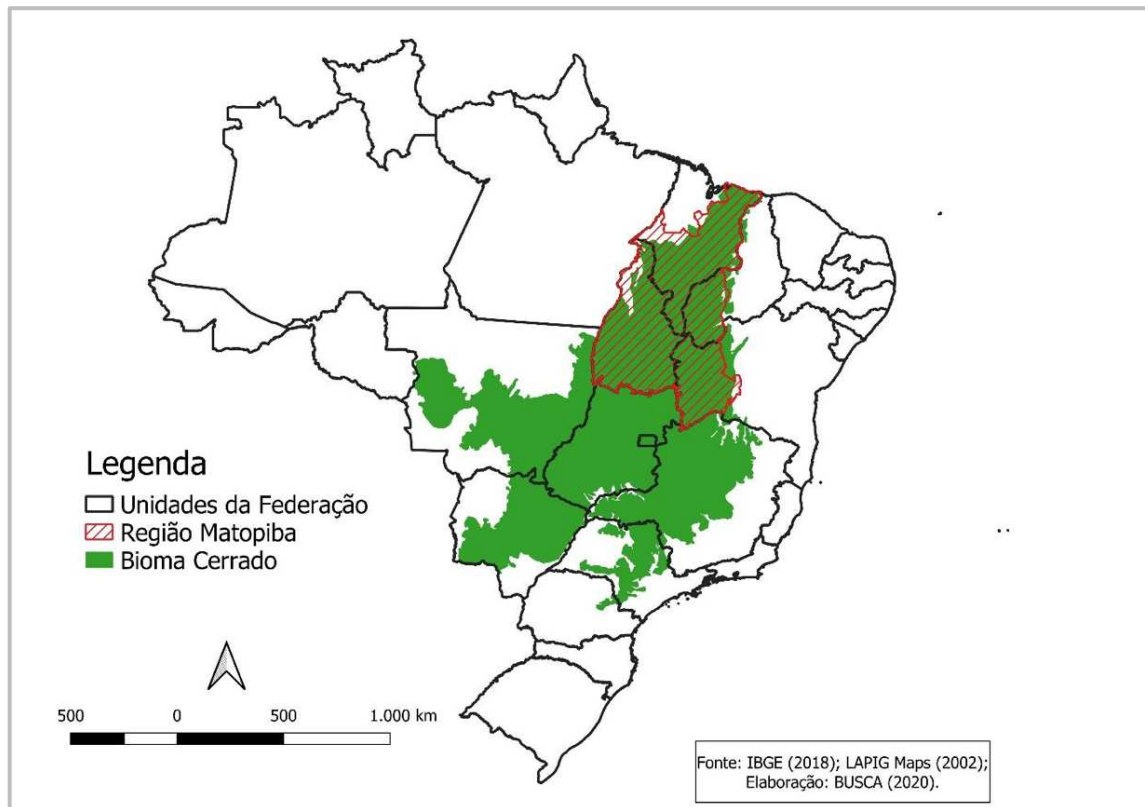 Legenda
Unidades da Federação
Região Matopiba
Bioma Cerrado
500 0 500 1.000 km
Fonte: IBGE (2018); LAPIG Maps (2002);
Elaboração: BUSCA (2020).